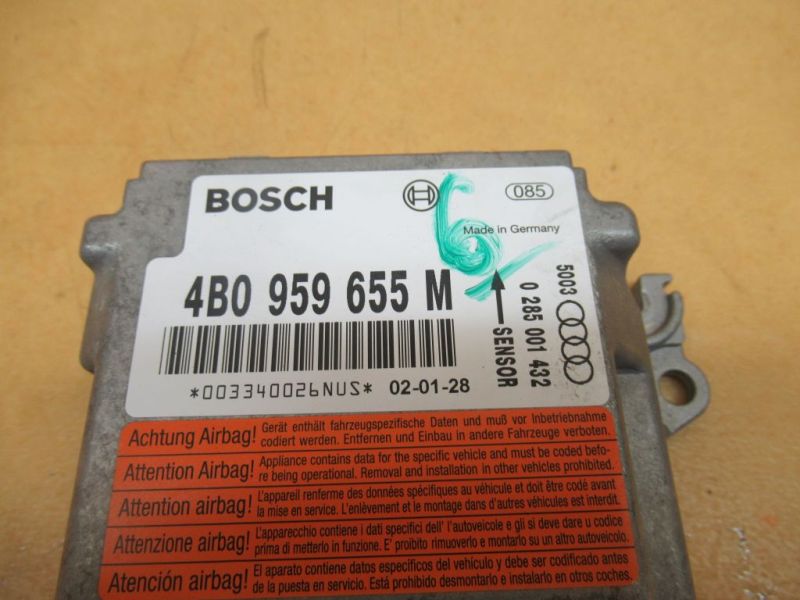 BOSCH
085
6
Made in Germany
4B0 959 655 M
*003340026NUS* 02-01-28
SENSOR
0 285 001 432
5003
Achtung Airbag! Gerät enthält fahrzeugspezifische Daten und muß vor Inbetriebnahme
codiert werden. Entfernen und Einbau in andere Fahrzeuge verboten.
Attention Airbag! Appliance contains data for the specific vehicle and must be coded befo-
re being operational. Removal and installation in other vehicles prohibited.
Attention airbag! L'appareil renferme des données spécifiques au véhicule et doit être codé avant
la mise en service. L'enlèvement et le montage dans d'autres véhicules est interdit.
Attenzione airbag! L'apparecchio contiene i dati specifici dell' l'autoveicole e gli si deve dare u codice
prima di metterlo in funzione. E' proibito rimuoverlo e montarlo su un altro autoveicolo.
Atención airbag! El aparato contiene datos específicos del vehículo y debe ser codificado antes
de la puesta en servicio. Está prohibido desmontarlo e instalarlo en otros coches.